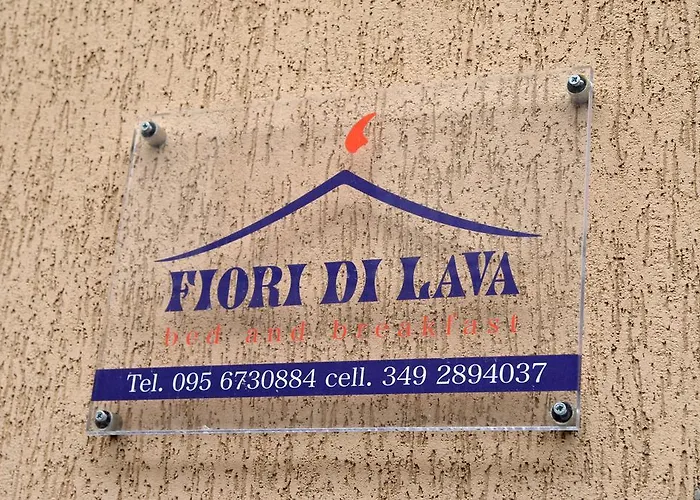 FIORI DI LAVA
bed and breakfast
Tel. 095 6730884 cell. 349 2894037